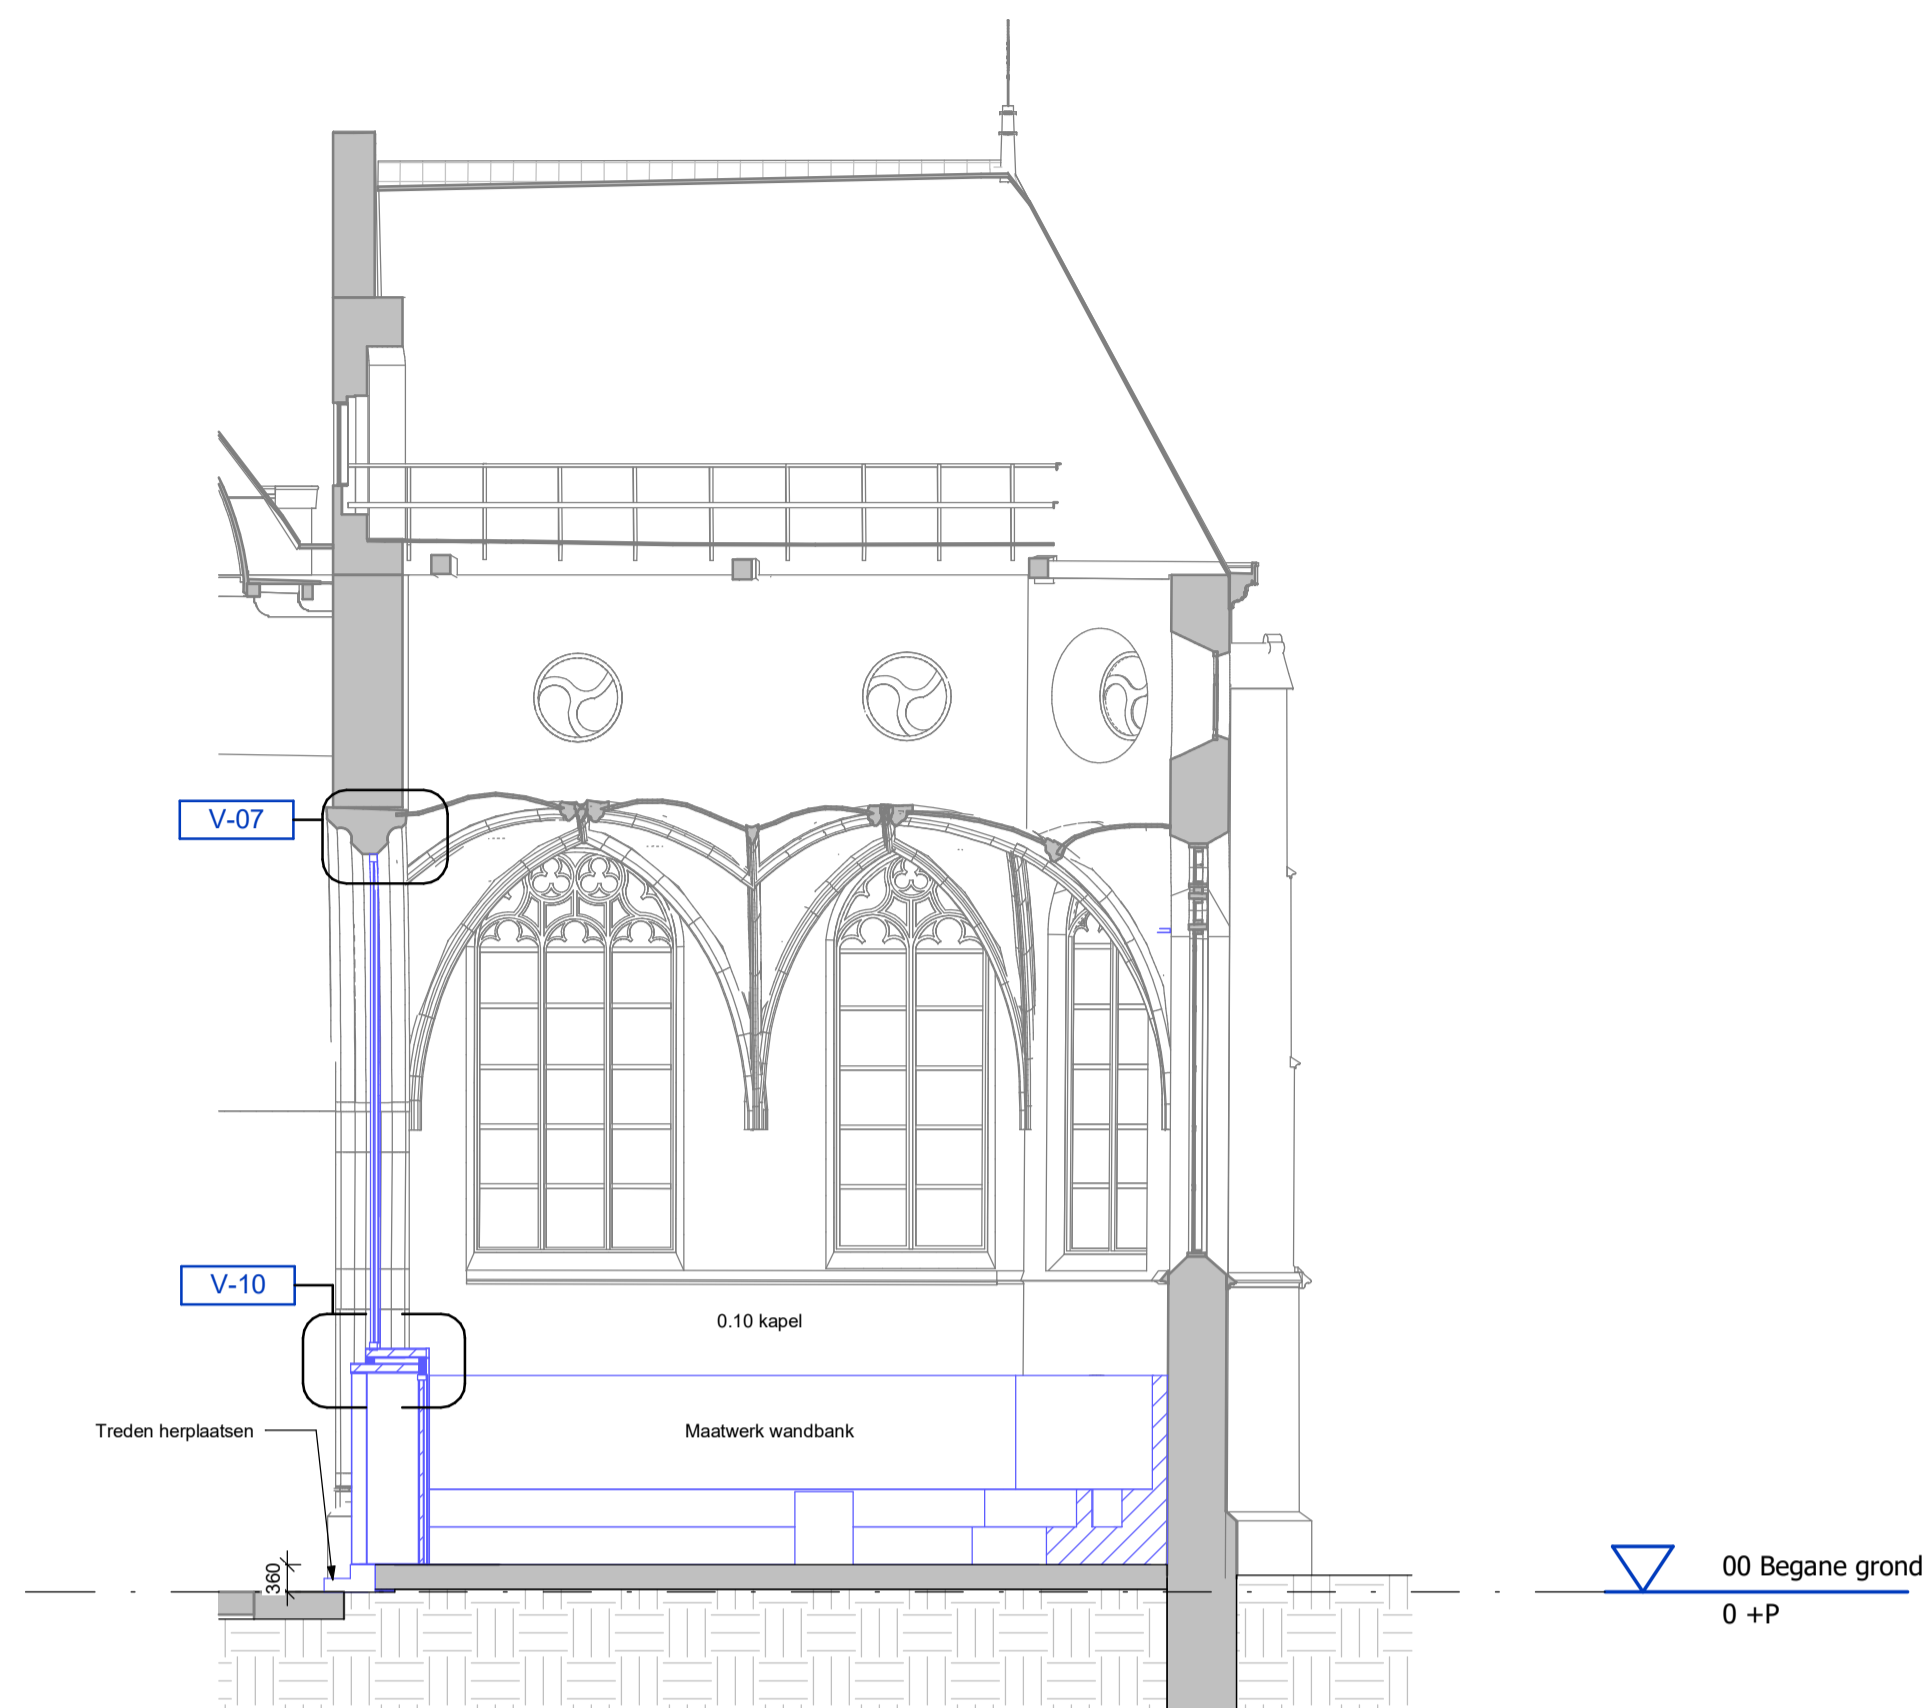 V-07
V-10
0.10 kapel
Treden herplaatsen
Maatwerk wandbank
360
00 Begane grond
0 +P